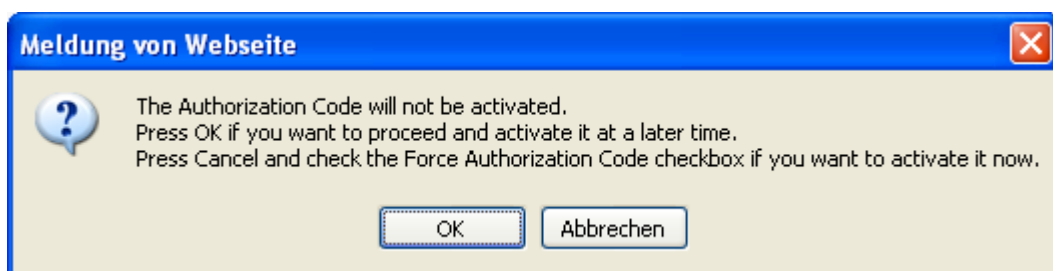 Meldung von Webseite
The Authorization Code will not be activated.
Press OK if you want to proceed and activate it at a later time.
Press Cancel and check the Force Authorization Code checkbox if you want to activate it now.
OK
Abbrechen